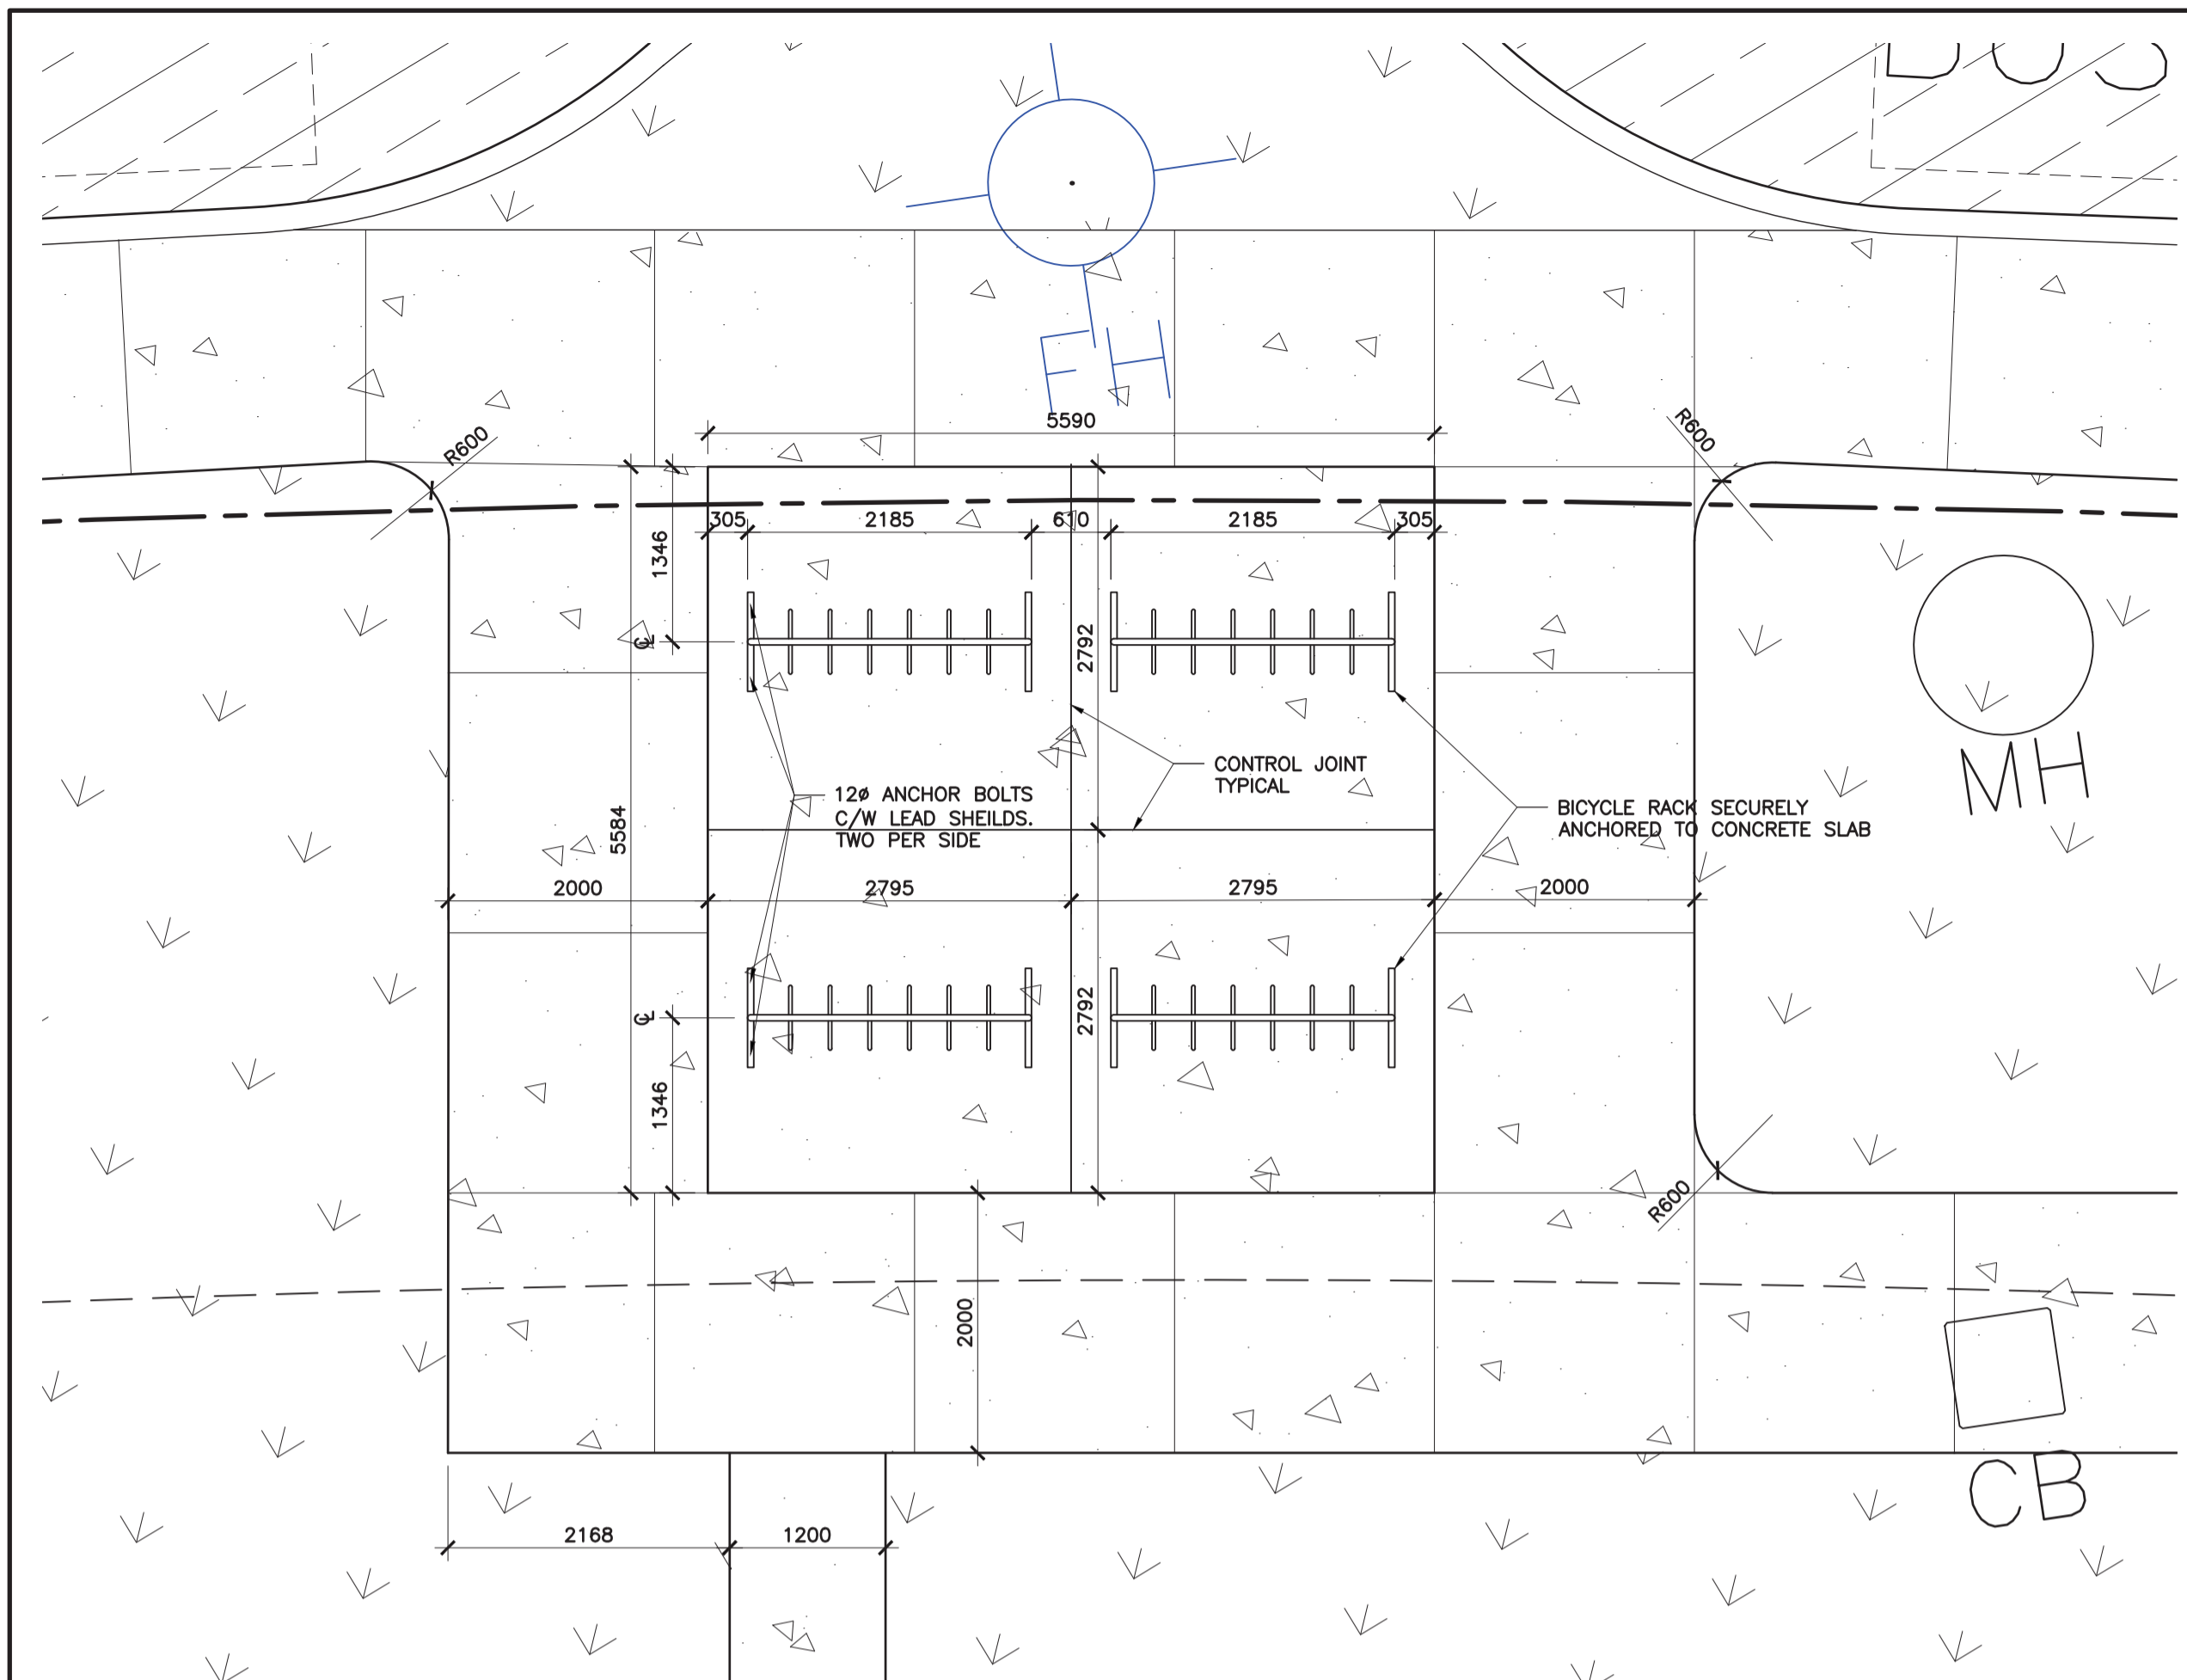 BUS
FH
5590
R600
R600
305
2185
610
2185
305
1346
℄
2792
MH
CONTROL JOINT
TYPICAL
12ø ANCHOR BOLTS
C/W LEAD SHEILDS.
TWO PER SIDE
BICYCLE RACK SECURELY
ANCHORED TO CONCRETE SLAB
5584
2000
2795
2795
2000
℄
2792
1346
R600
2000
CB
2168
1200